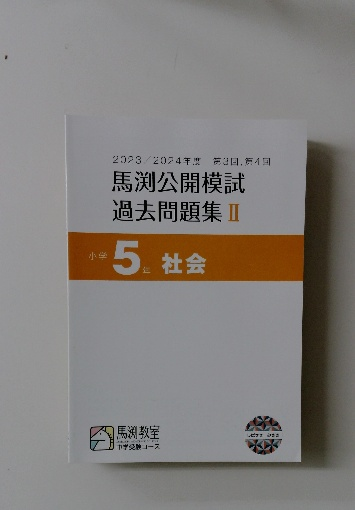 2023／2024年度 第3回、第4回
馬渕公開模試
過去問題集 Ⅱ
小学5年 社会
馬渕教室
中学受験コース